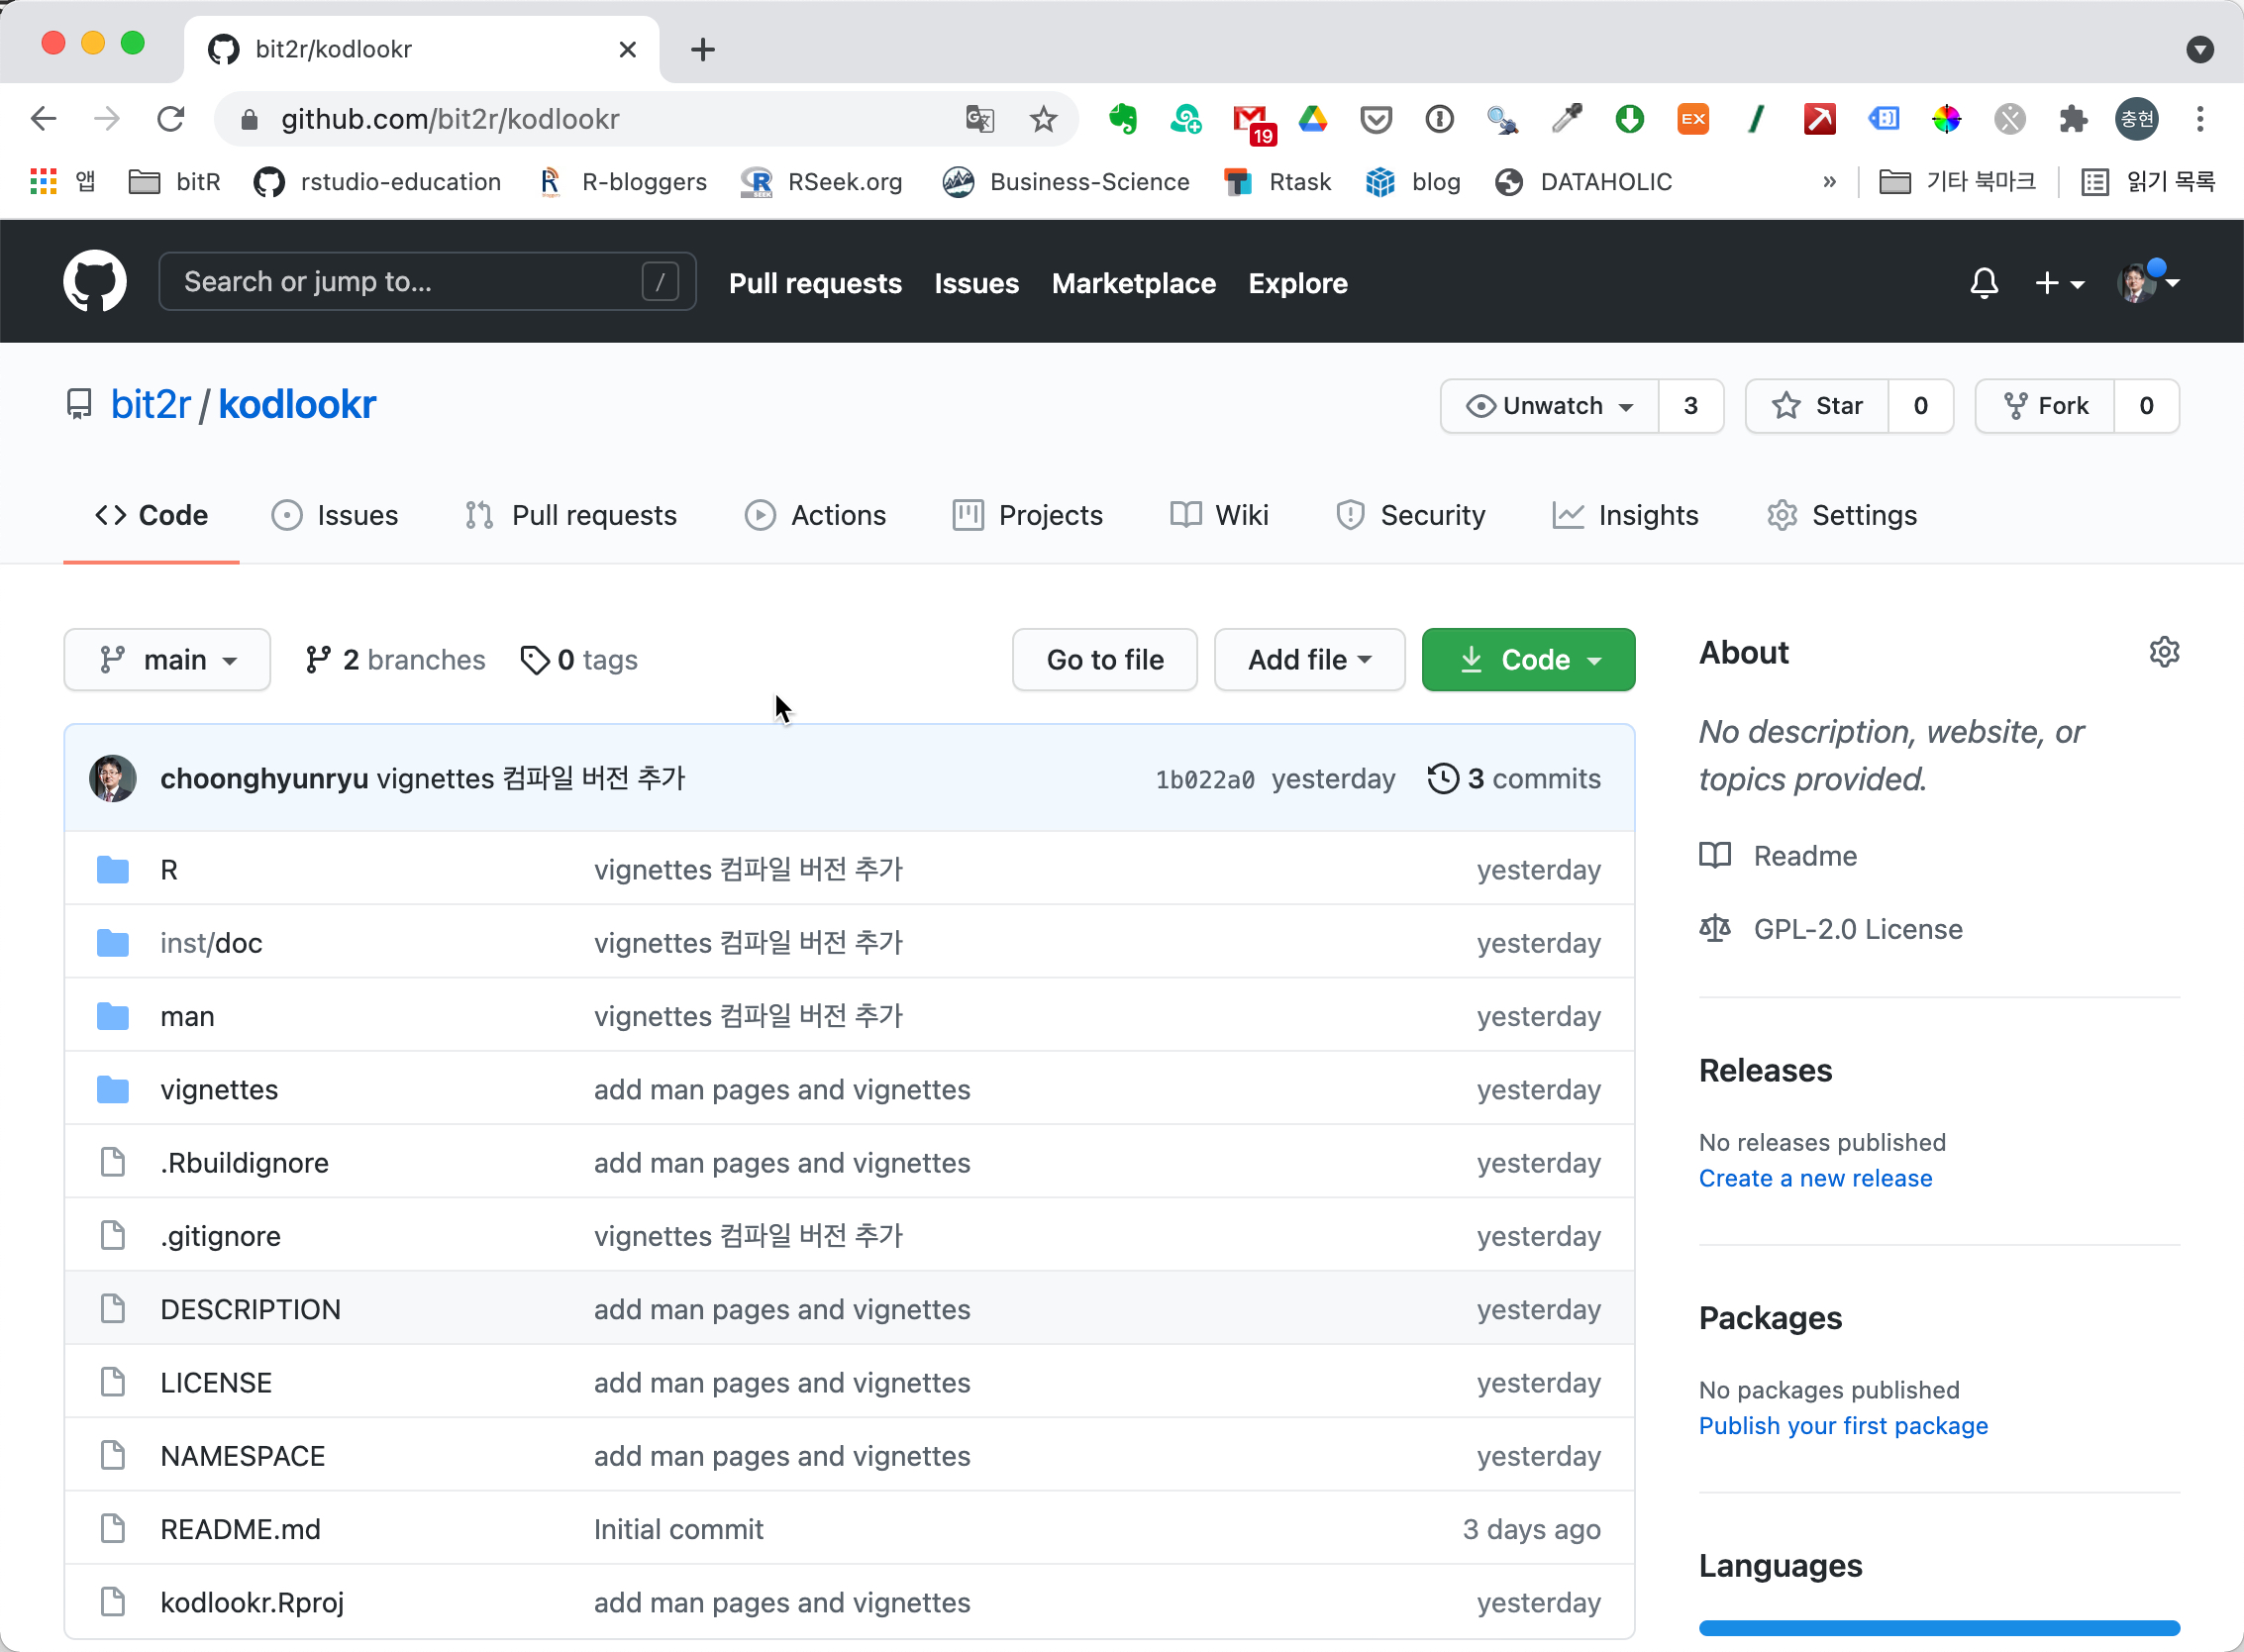 bit2r/kodlookr
github.com/bit2r/kodlookr
19
EX
충현
앱 bitR rstudio-education R-bloggers RSeek.org Business-Science Rtask blog DATAHOLIC » 기타 북마크 읽기 목록
Search or jump to... / Pull requests Issues Marketplace Explore
bit2r / kodlookr Unwatch 3 Star 0 Fork 0
Code Issues Pull requests Actions Projects Wiki Security Insights Settings
main 2 branches 0 tags Go to file Add file Code
choonghyunryu vignettes 컴파일 버전 추가 1b022a0 yesterday 3 commits
R vignettes 컴파일 버전 추가 yesterday
inst/doc vignettes 컴파일 버전 추가 yesterday
man vignettes 컴파일 버전 추가 yesterday
vignettes add man pages and vignettes yesterday
.Rbuildignore add man pages and vignettes yesterday
.gitignore vignettes 컴파일 버전 추가 yesterday
DESCRIPTION add man pages and vignettes yesterday
LICENSE add man pages and vignettes yesterday
NAMESPACE add man pages and vignettes yesterday
README.md Initial commit 3 days ago
kodlookr.Rproj add man pages and vignettes yesterday
About
No description, website, or
topics provided.
Readme
GPL-2.0 License
Releases
No releases published
Create a new release
Packages
No packages published
Publish your first package
Languages